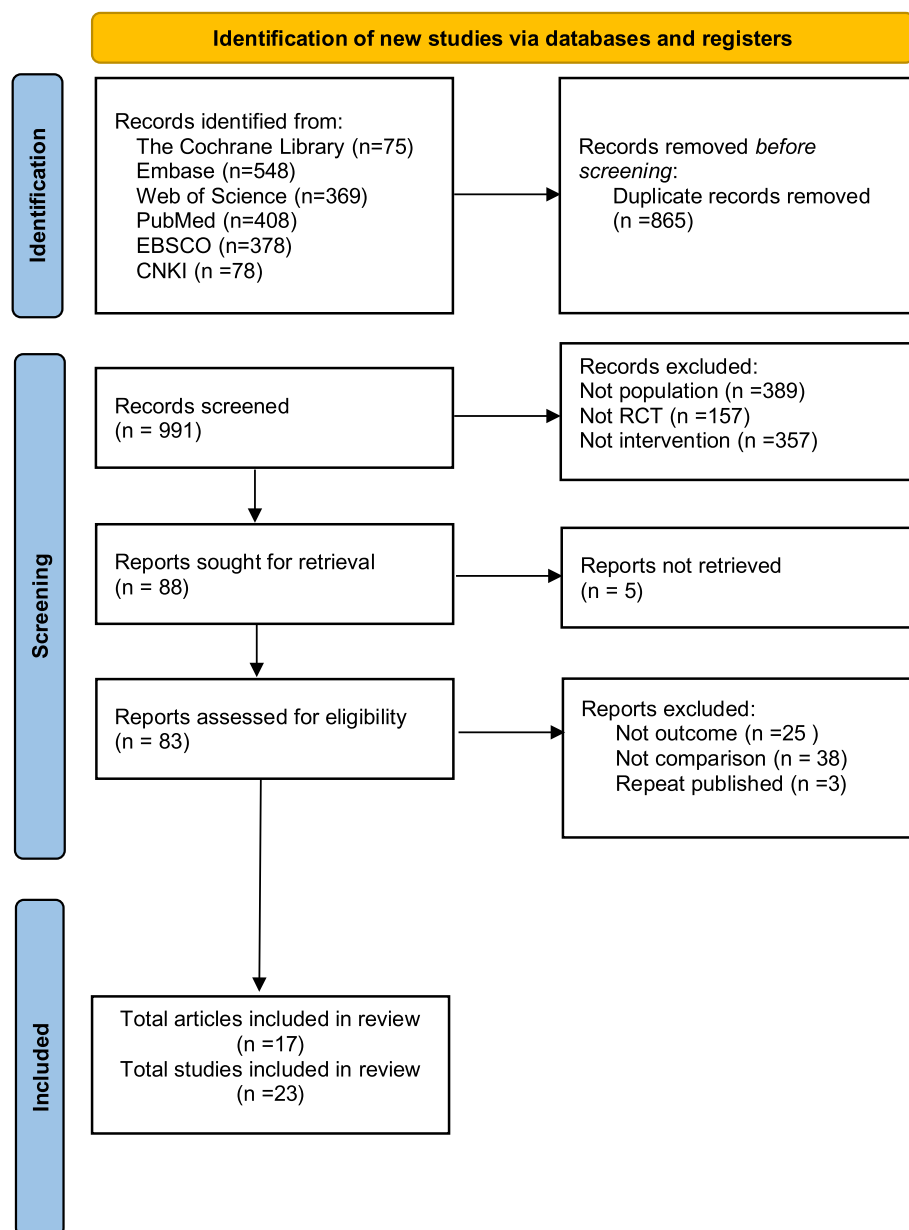 Identification of new studies via databases and registers
Identification
Records identified from:
The Cochrane Library (n=75)
Embase (n=548)
Web of Science (n=369)
PubMed (n=408)
EBSCO (n=378)
CNKI (n =78)
Records removed before
screening:
Duplicate records removed
(n =865)
Screening
Records screened
(n = 991)
Records excluded:
Not population (n =389)
Not RCT (n =157)
Not intervention (n =357)
Reports sought for retrieval
(n = 88)
Reports not retrieved
(n = 5)
Reports assessed for eligibility
(n = 83)
Reports excluded:
Not outcome (n =25 )
Not comparison (n = 38)
Repeat published (n =3)
Included
Total articles included in review
(n =17)
Total studies included in review
(n =23)